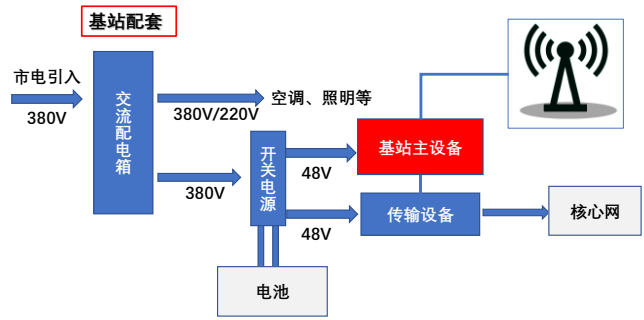 基站配套
市电引入
380V
交流配电箱
380V/220V
空调、照明等
380V
开关电源
48V
基站主设备
48V
传输设备
核心网
电池